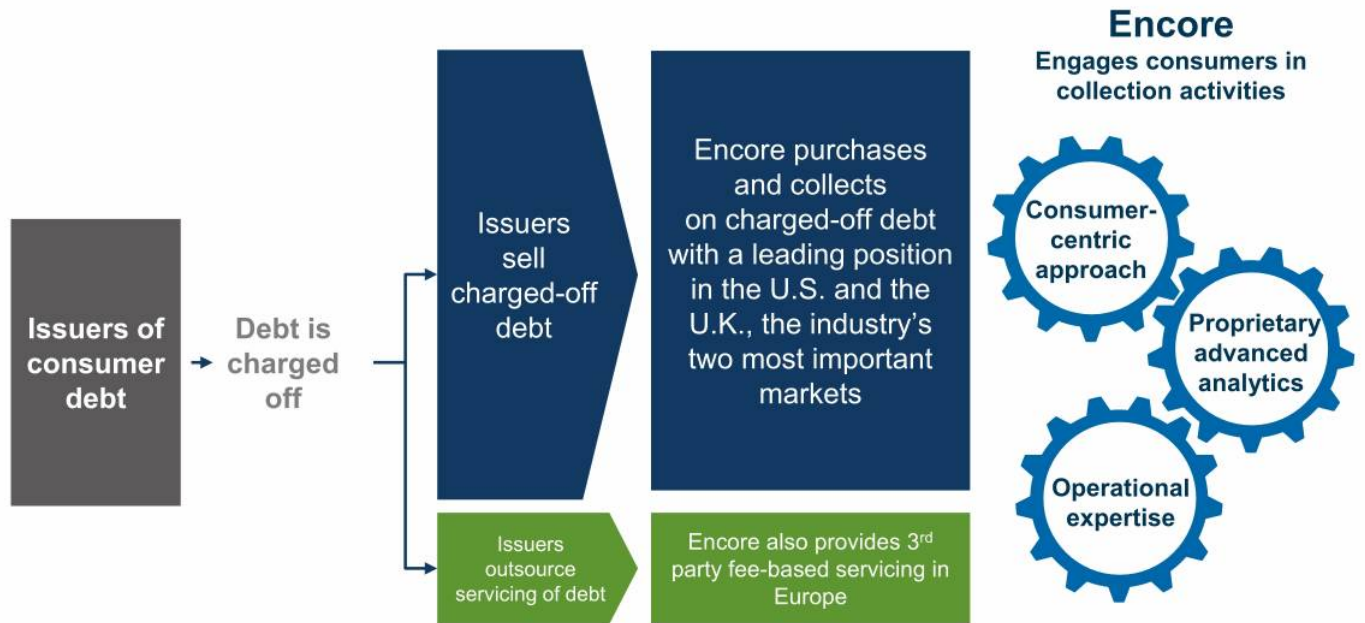 Encore
Engages consumers in
collection activities
Issuers of
consumer
debt
Debt is
charged
off
Issuers
sell
charged-off
debt
Encore purchases
and collects
on charged-off debt
with a leading position
in the U.S. and the
U.K., the industry’s
two most important
markets
Consumer-
centric
approach
Proprietary
advanced
analytics
Operational
expertise
Issuers
outsource
servicing of debt
Encore also provides 3rd
party fee-based servicing in
Europe